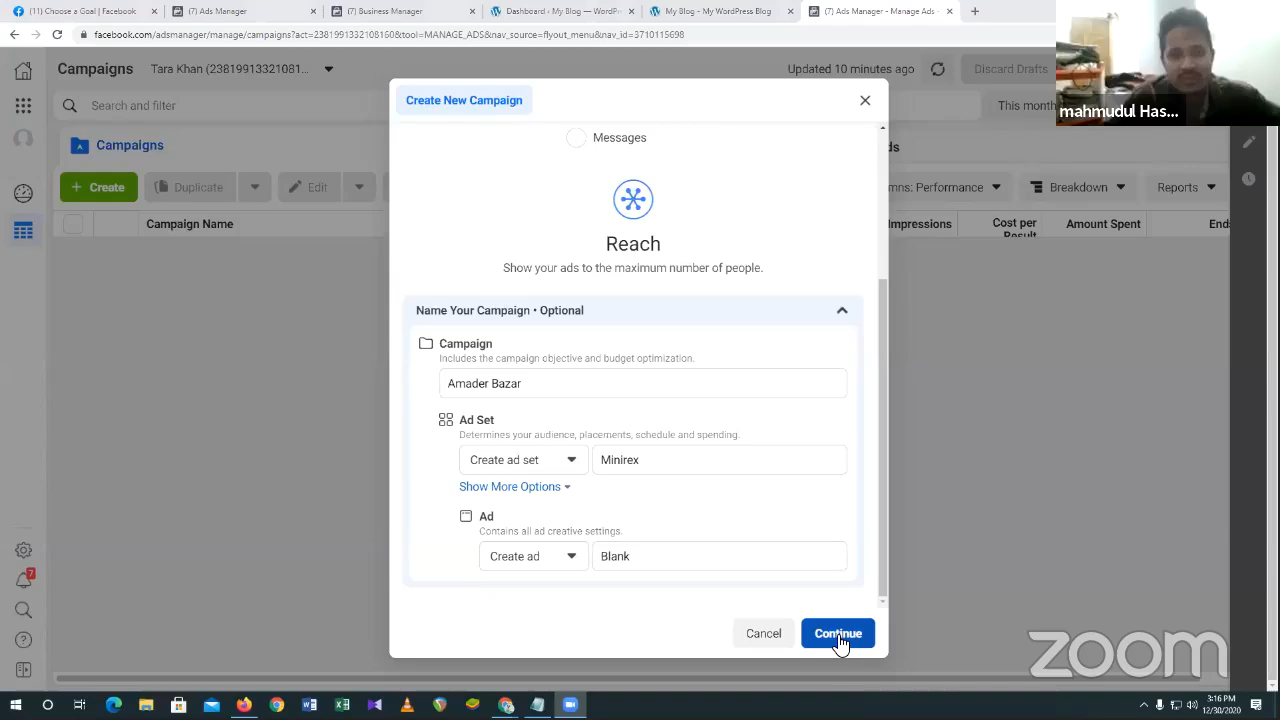 (11) Choose a Goal | Facebook
(7) Ads Manager
(7) Business Manager
Dashboard ‹ My Blog — WordPr
My Blog – My WordPress Blog
(7) Ads Manager - Manage Ads -
facebook.com/adsmanager/manage/campaigns?act=238199133210816&tool=MANAGE_ADS&nav_source=flyout_menu&nav_id=3710115698
Campaigns
Tara Khan (23819913321081...
Updated 10 minutes ago
Discard Drafts
mahmudul Has...
Search and filter
This month
Create New Campaign
Campaigns
ds
Create
Duplicate
Edit
mns: Performance
Breakdown
Reports
Campaign Name
Impressions
Cost per Result
Amount Spent
Ends
Messages
Reach
Show your ads to the maximum number of people.
Name Your Campaign • Optional
Campaign
Includes the campaign objective and budget optimization.
Amader Bazar
Ad Set
Determines your audience, placements, schedule and spending.
Create ad set
Minirex
Show More Options
Ad
Contains all ad creative settings.
Create ad
Blank
Cancel
Continue
7
zoom
3:16 PM
12/30/2020